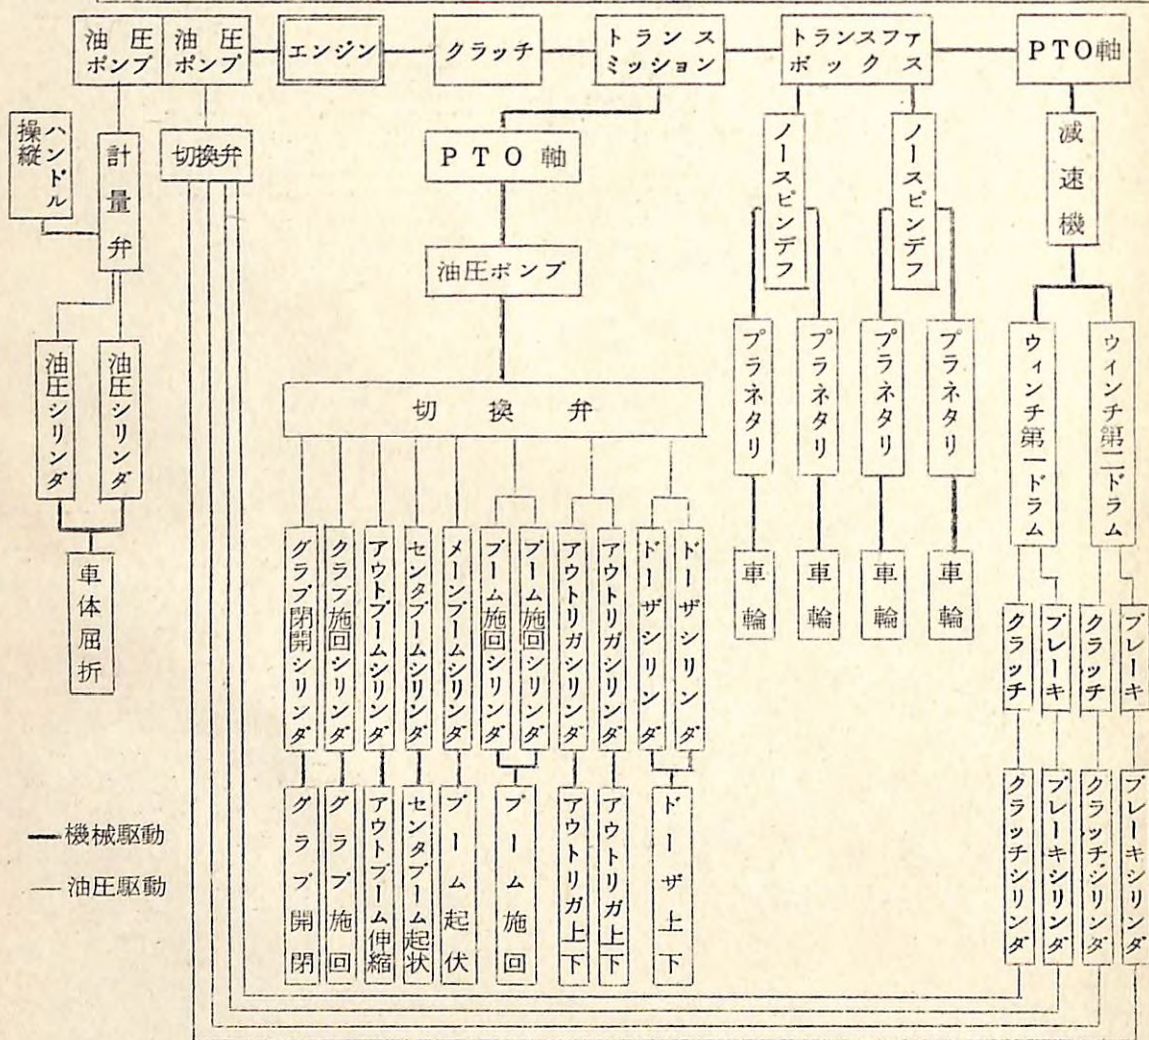 油圧ポンプ
油圧ポンプ
エンジン
クラッチ
トランスミッション
トランスファボックス
PTO軸
操縦ハンドル
計量弁
切換弁
PTO軸
ノースピンデフ
ノースピンデフ
減速機
油圧ポンプ
油圧シリンダ
油圧シリンダ
プラネタリ
プラネタリ
プラネタリ
プラネタリ
ウィンチ第一ドラム
ウィンチ第二ドラム
切換弁
車体屈折
グラブ閉開シリンダ
クラブ施回シリンダ
アウトブームシリンダ
センタブームシリンダ
メーンブームシリンダ
ブーム施回シリンダ
ブーム施回シリンダ
アウトリガシリンダ
アウトリガシリンダ
ドーザシリンダ
ドーザシリンダ
車輪
車輪
車輪
車輪
クラッチ
ブレーキ
クラッチ
ブレーキ
グラブ開閉
グラブ施回
アウトブーム伸縮
センタブーム起状
ブーム起伏
ブーム施回
アウトリガ上下
アウトリガ上下
ドーザ上下
クラッチシリンダ
ブレーキシリンダ
クラッチシリンダ
ブレーキシリンダ
機械駆動
油圧駆動